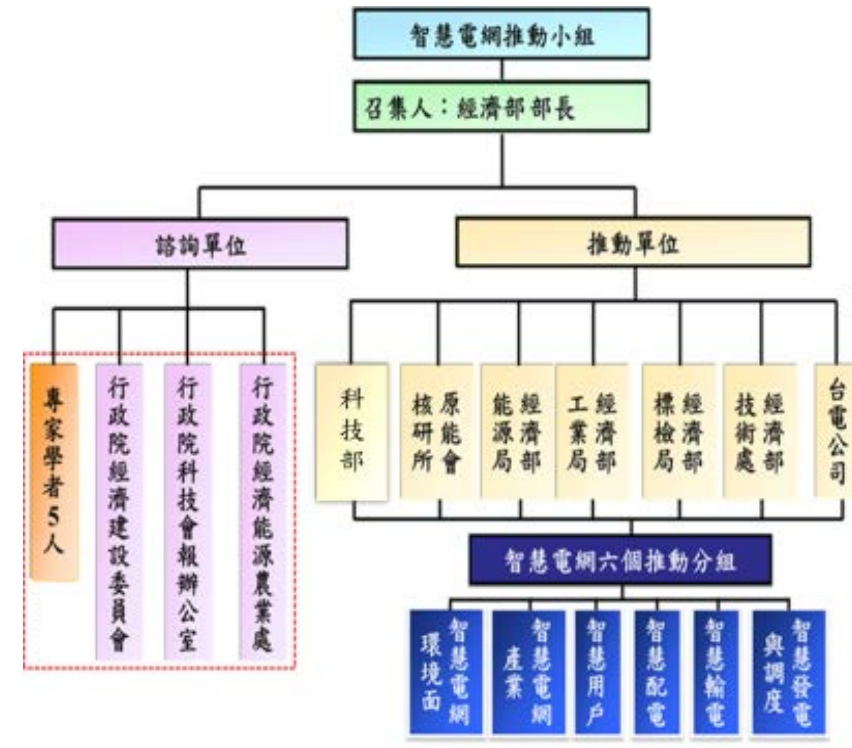 智慧電網推動小組
召集人：經濟部部長
諮詢單位
推動單位
專家學者5人
行政院經濟建設委員會
行政院科技會報辦公室
行政院經濟能源農業處
科技部
原能會
核研所
經濟部
能源局
經濟部
工業局
經濟部
標檢局
經濟部
技術處
台電公司
智慧電網六個推動分組
智慧電網
環境面
智慧電網
產業
智慧用戶
智慧配電
智慧輸電
智慧發電
與調度